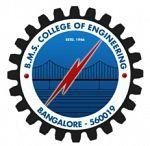 B.M.S. COLLEGE OF ENGINEERING
ESTD. 1946
BANGALORE - 560019